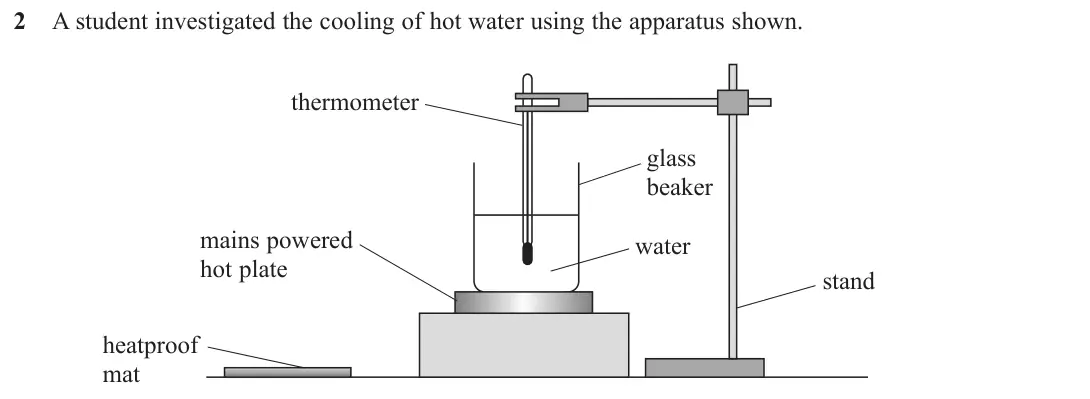 2 A student investigated the cooling of hot water using the apparatus shown.
thermometer
glass
beaker
mains powered
hot plate
water
stand
heatproof
mat